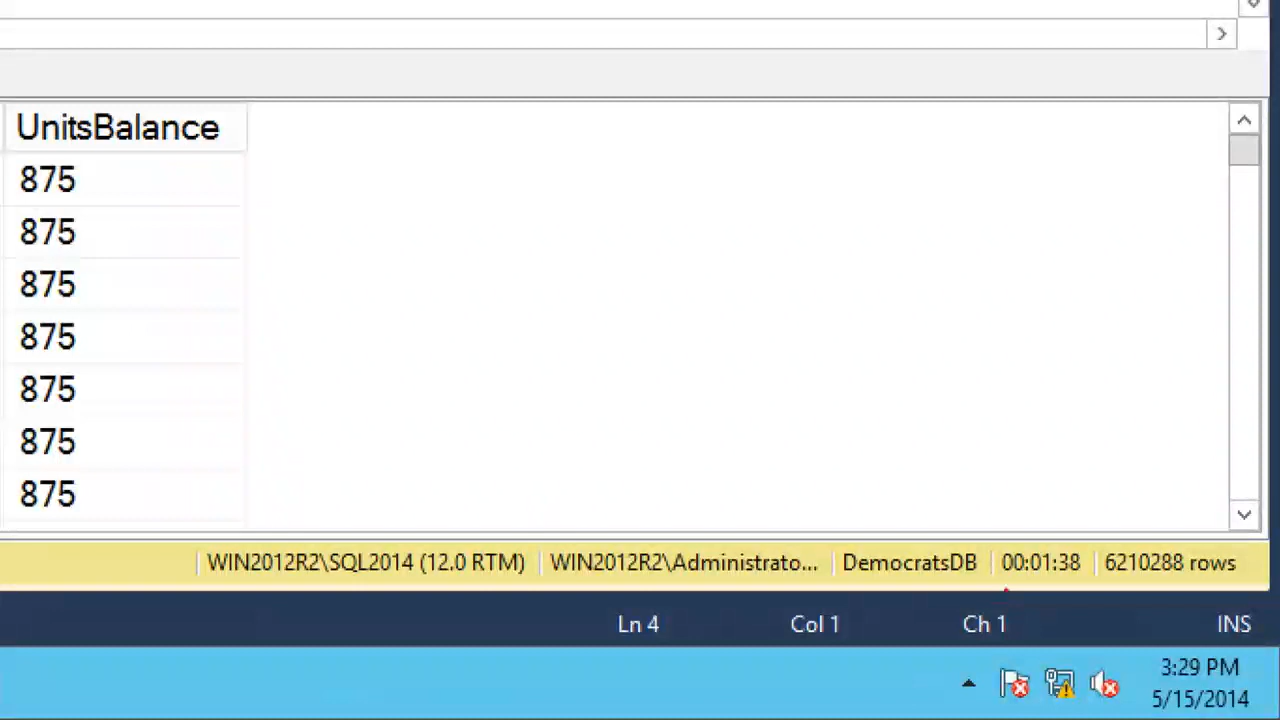 UnitsBalance
875
875
875
875
875
875
875
WIN2012R2\SQL2014 (12.0 RTM) WIN2012R2\Administrato... DemocratsDB 00:01:38 6210288 rows
Ln 4 Col 1 Ch 1 INS
3:29 PM
5/15/2014